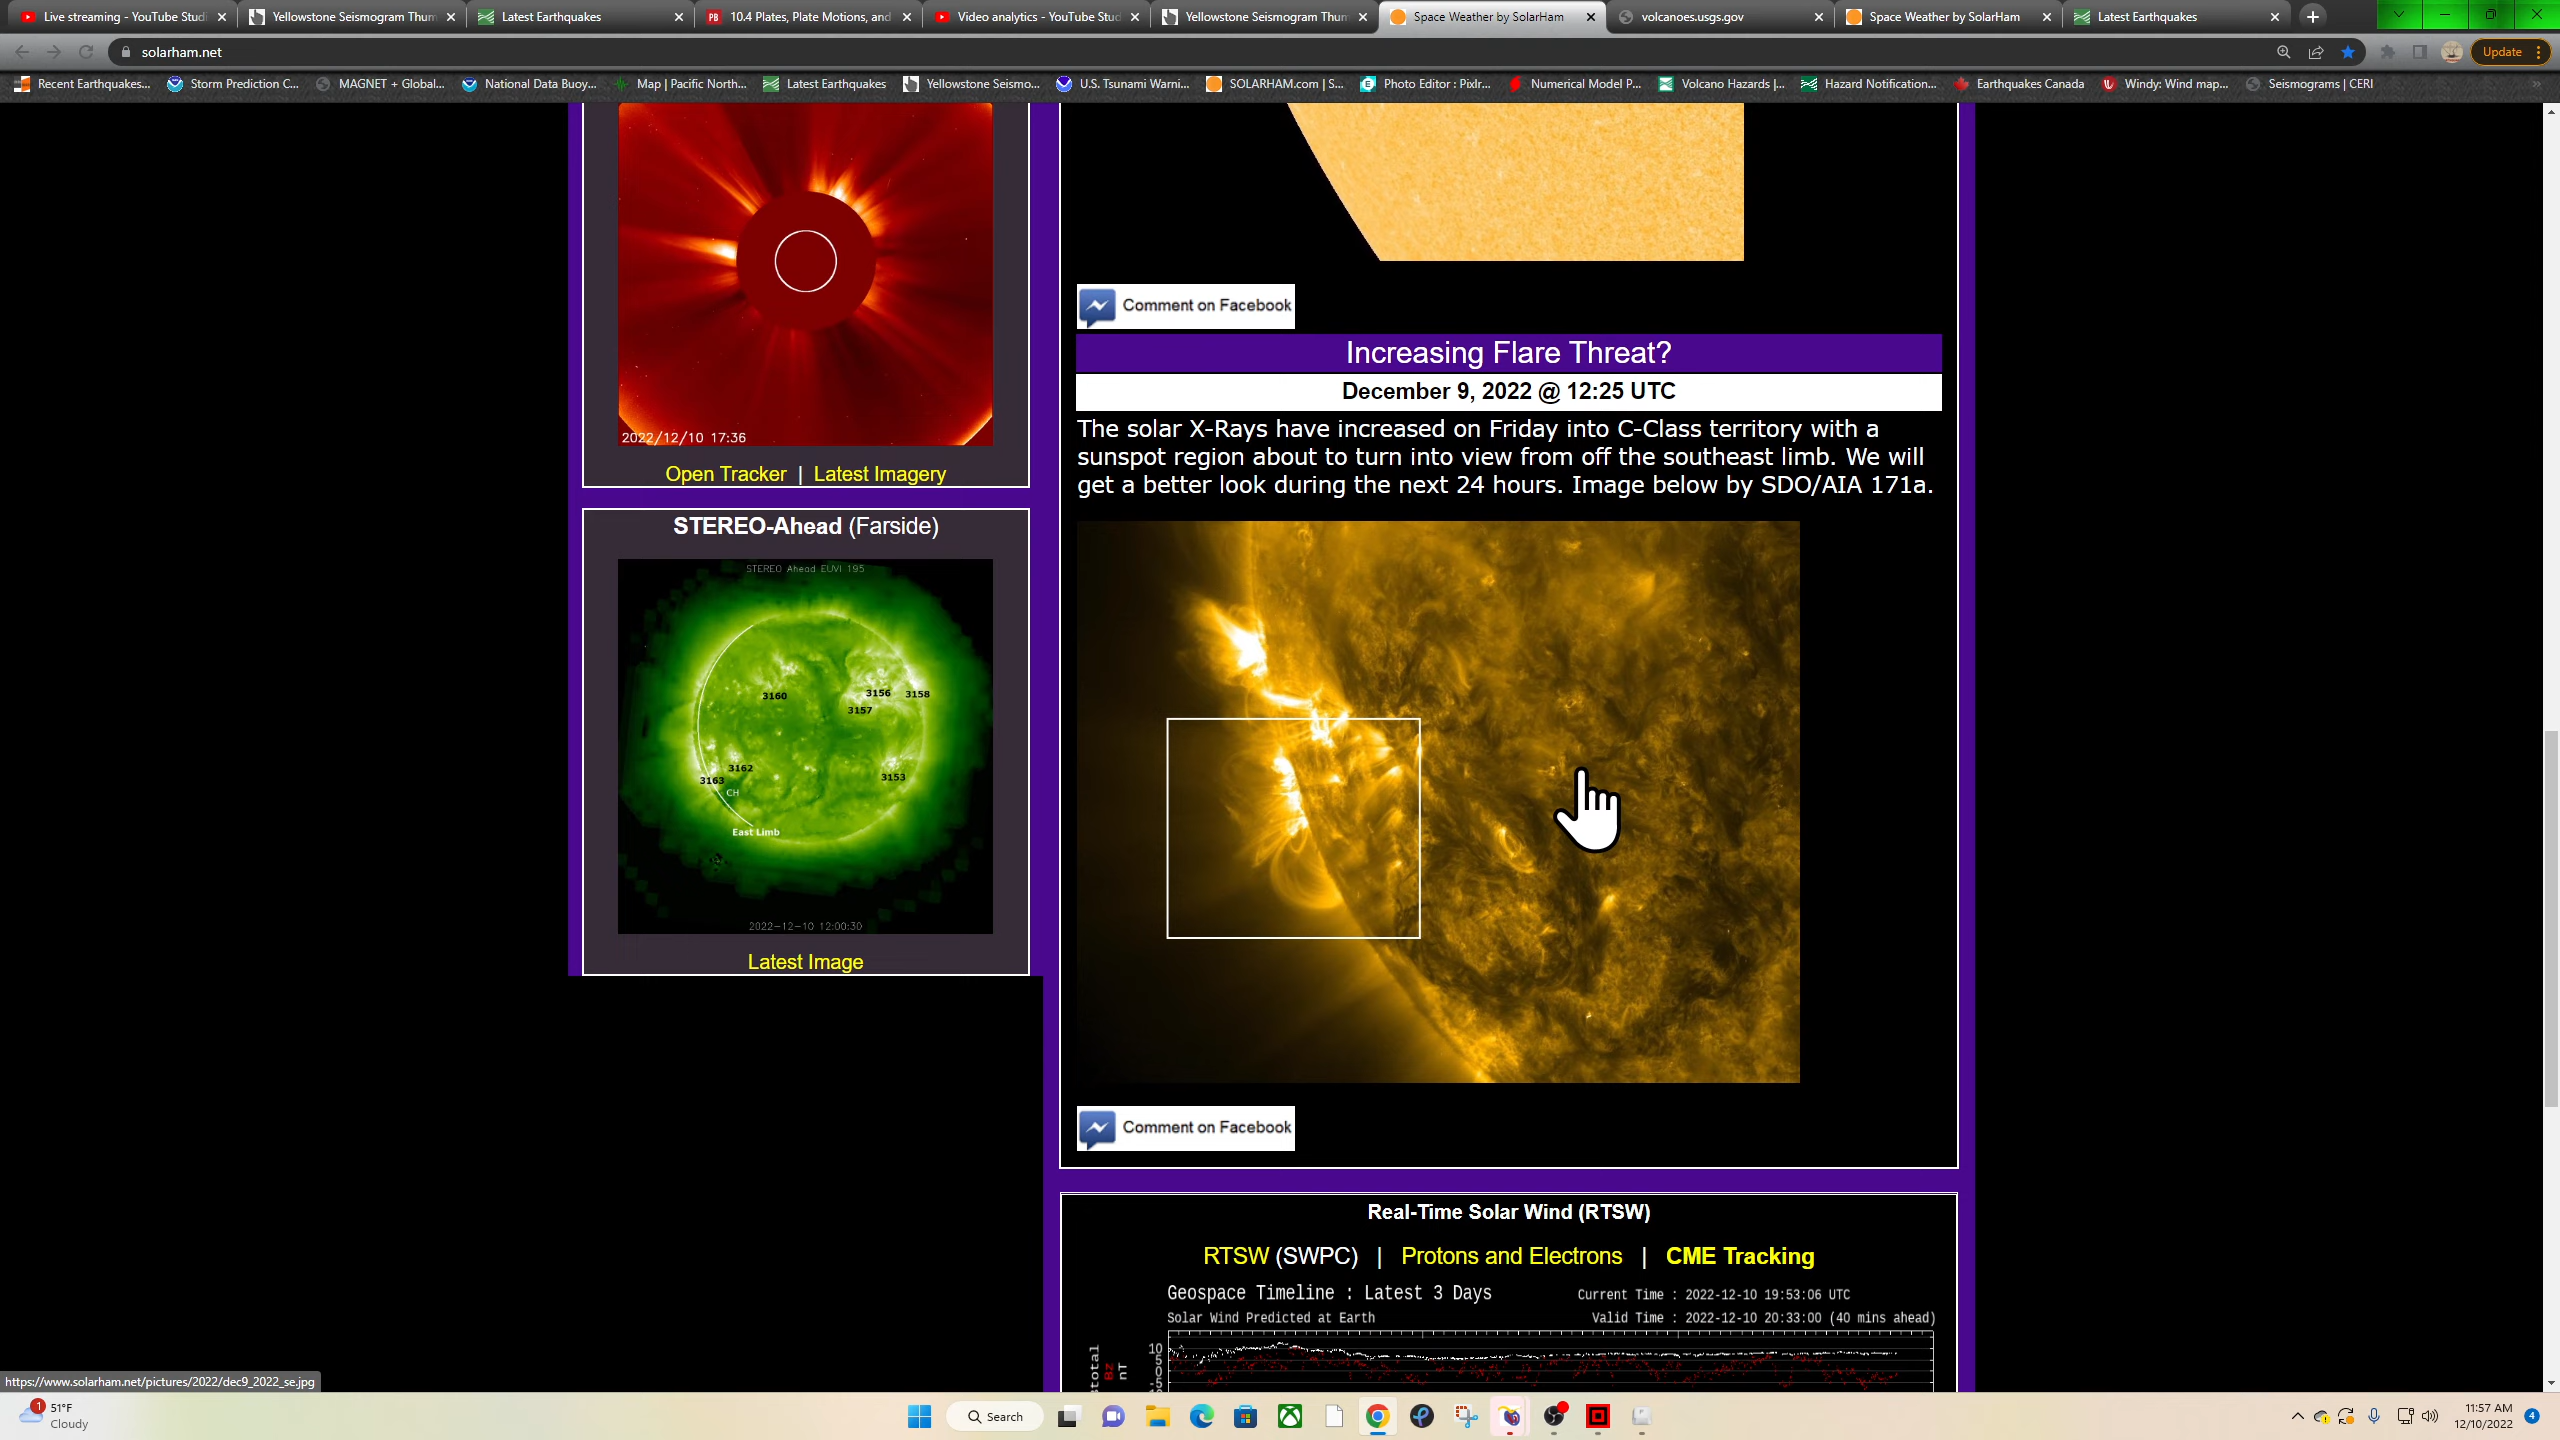 Live streaming - YouTube Studi
Yellowstone Seismogram Thum
Latest Earthquakes
PB 10.4 Plates, Plate Motions, and
Video analytics - YouTube Stud
Yellowstone Seismogram Thum
Space Weather by SolarHam
volcanoes.usgs.gov
Space Weather by SolarHam
Latest Earthquakes
solarham.net
Update
Recent Earthquakes...
Storm Prediction C...
MAGNET + Global...
National Data Buoy...
Map | Pacific North...
Latest Earthquakes
Yellowstone Seismo...
U.S. Tsunami Warni...
SOLARHAM.com | S...
Photo Editor : Pixlr...
Numerical Model P...
Volcano Hazards |...
Hazard Notification...
Earthquakes Canada
Windy: Wind map...
Seismograms | CERI
2022/12/10 17:36
Open Tracker | Latest Imagery
STEREO-Ahead (Farside)
STEREO Ahead EUVI 195
3160
3156
3158
3157
3162
3163
3153
CH
East Limb
2022-12-10 12:00:30
Latest Image
Comment on Facebook
Increasing Flare Threat?
December 9, 2022 @ 12:25 UTC
The solar X-Rays have increased on Friday into C-Class territory with a
sunspot region about to turn into view from off the southeast limb. We will
get a better look during the next 24 hours. Image below by SDO/AIA 171a.
Comment on Facebook
Real-Time Solar Wind (RTSW)
RTSW (SWPC) | Protons and Electrons | CME Tracking
Geospace Timeline : Latest 3 Days
Current Time : 2022-12-10 19:53:06 UTC
Solar Wind Predicted at Earth
Valid Time : 2022-12-10 20:33:00 (40 mins ahead)
Btotal
Bz
nT
10
5
0
-5
https://www.solarham.net/pictures/2022/dec9_2022_se.jpg
1
51°F
Cloudy
Search
11:57 AM
12/10/2022
4